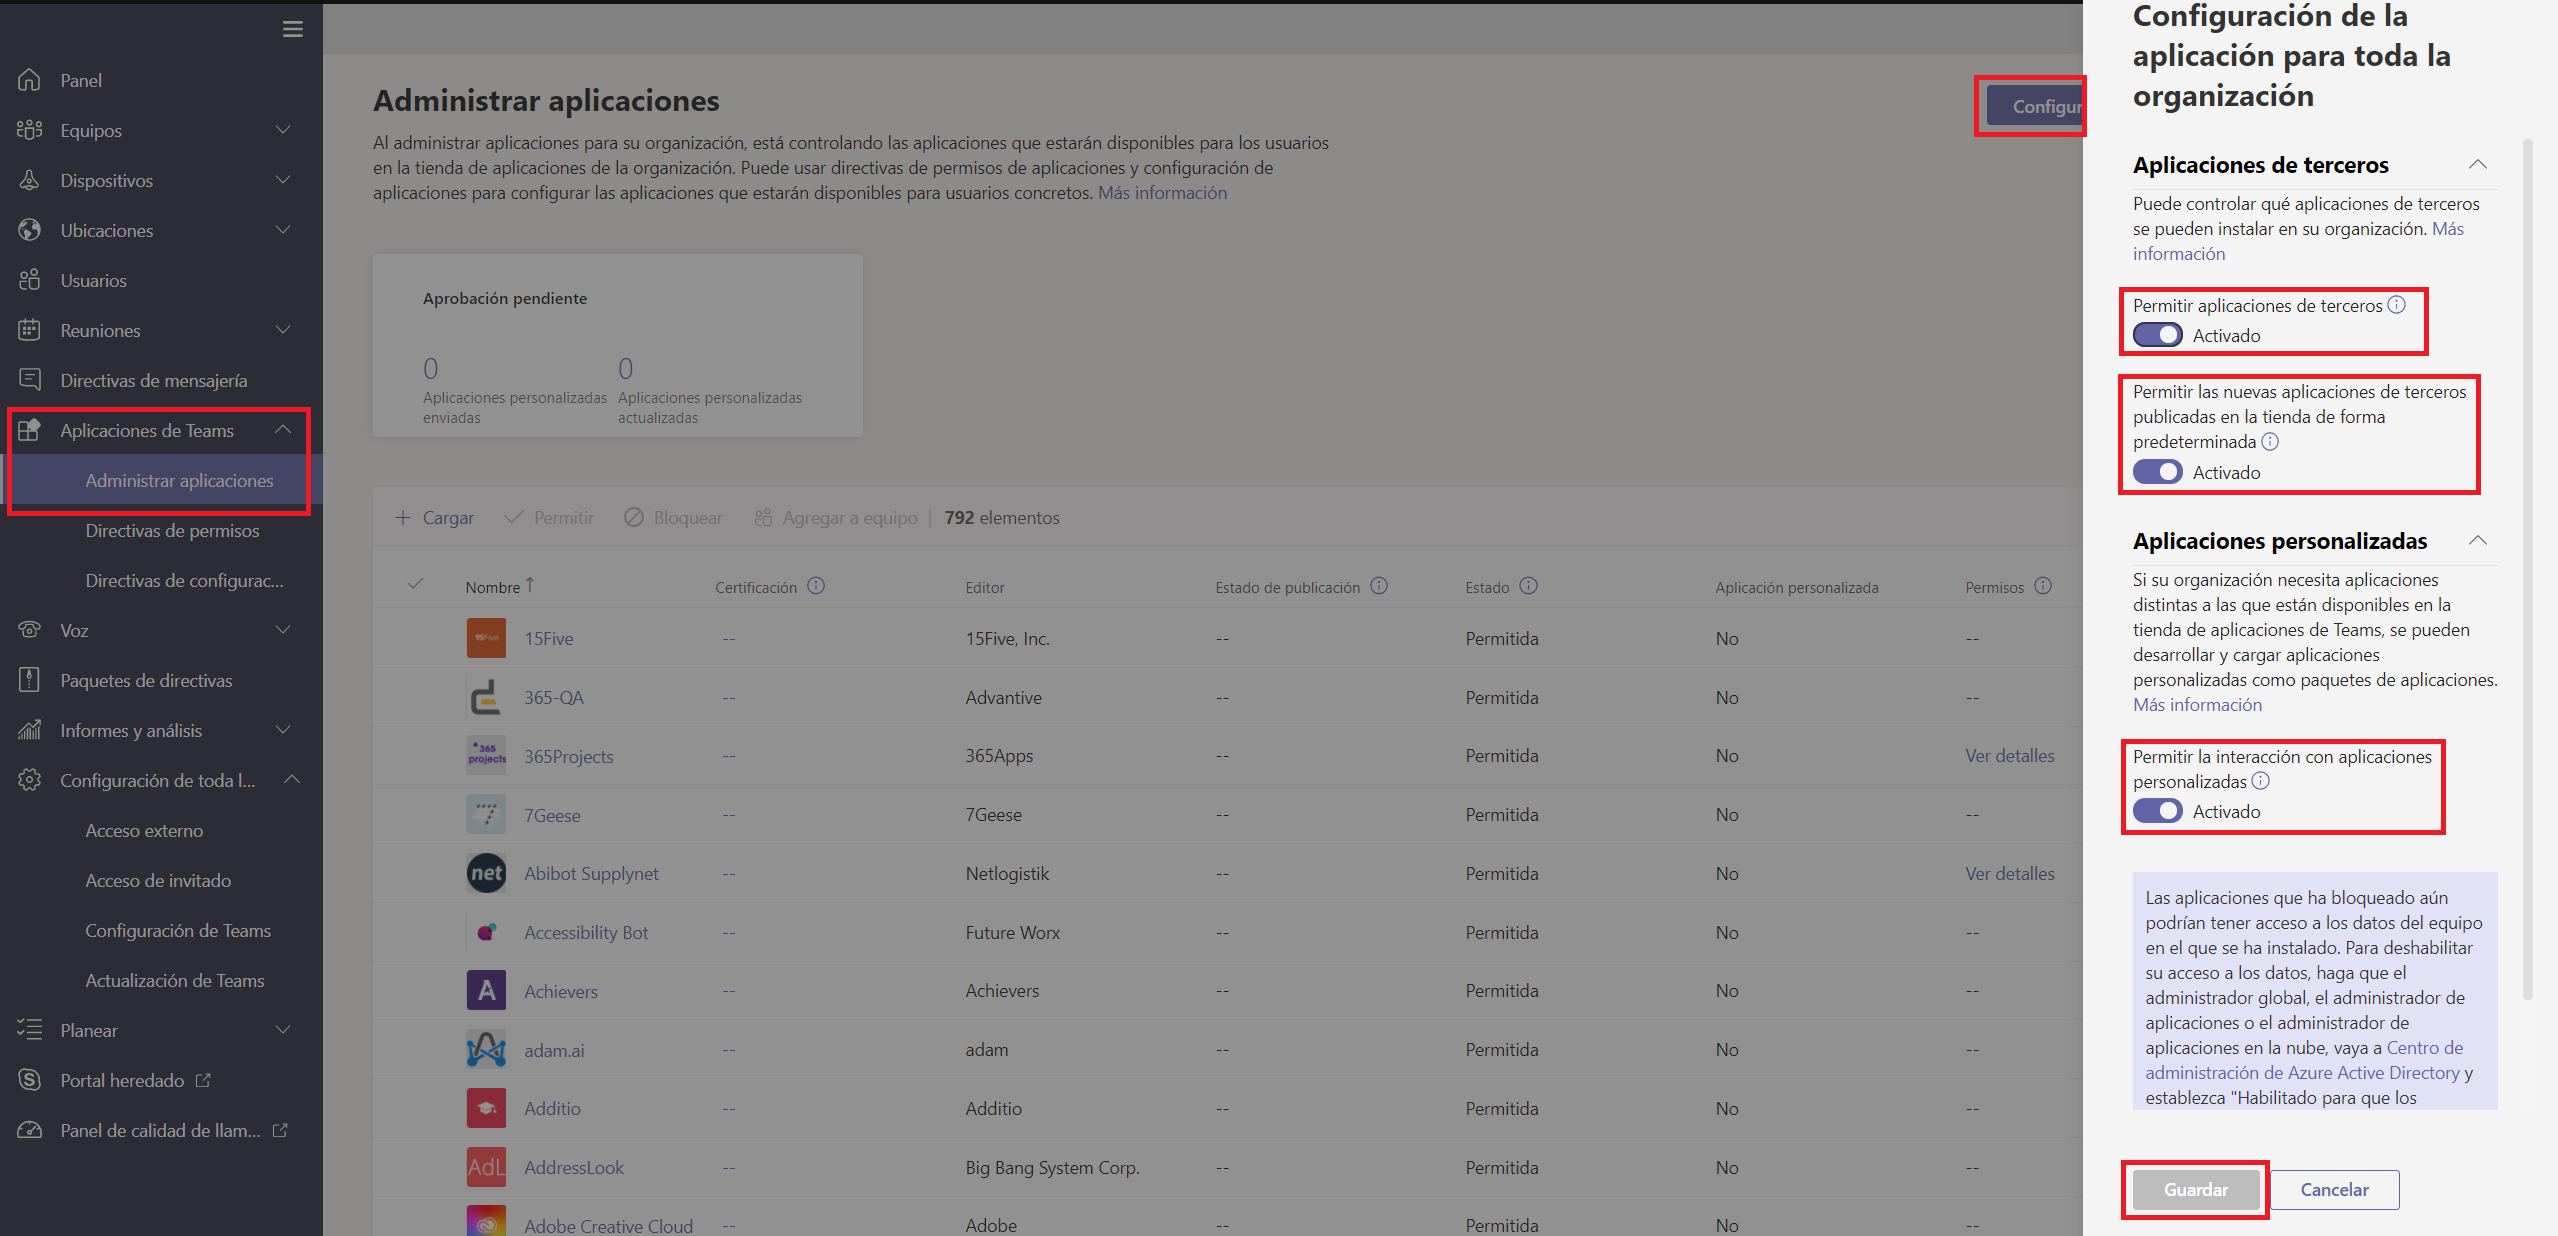 Panel
Equipos
Dispositivos
Ubicaciones
Usuarios
Reuniones
Directivas de mensajería
Aplicaciones de Teams
Administrar aplicaciones
Directivas de permisos
Directivas de configurac...
Voz
Paquetes de directivas
Informes y análisis
Configuración de toda l...
Acceso externo
Acceso de invitado
Configuración de Teams
Actualización de Teams
Planear
Portal heredado
Panel de calidad de llam...
Administrar aplicaciones
Configur
Al administrar aplicaciones para su organización, está controlando las aplicaciones que estarán disponibles para los usuarios
en la tienda de aplicaciones de la organización. Puede usar directivas de permisos de aplicaciones y configuración de
aplicaciones para configurar las aplicaciones que estarán disponibles para usuarios concretos. Más información
Aprobación pendiente
0 0
Aplicaciones personalizadas Aplicaciones personalizadas
enviadas actualizadas
Cargar Permitir Bloquear Agregar a equipo | 792 elementos
Nombre Certificación Editor Estado de publicación Estado Aplicación personalizada Permisos
15Five 15Five -- 15Five, Inc. -- Permitida No --
365-QA -- Advantive -- Permitida No --
365 projects 365Projects -- 365Apps -- Permitida No Ver detalles
7Geese -- 7Geese -- Permitida No --
net Abibot Supplynet -- Netlogistik -- Permitida No Ver detalles
Accessibility Bot -- Future Worx -- Permitida No --
A Achievers -- Achievers -- Permitida No --
adam.ai -- adam -- Permitida No --
Additio -- Additio -- Permitida No --
AdL AddressLook -- Big Bang System Corp. -- Permitida No --
Adobe Creative Cloud -- Adobe -- Permitida No --
Configuración de la
aplicación para toda la
organización
Aplicaciones de terceros
Puede controlar qué aplicaciones de terceros
se pueden instalar en su organización. Más
información
Permitir aplicaciones de terceros
Activado
Permitir las nuevas aplicaciones de terceros
publicadas en la tienda de forma
predeterminada
Activado
Aplicaciones personalizadas
Si su organización necesita aplicaciones
distintas a las que están disponibles en la
tienda de aplicaciones de Teams, se pueden
desarrollar y cargar aplicaciones
personalizadas como paquetes de aplicaciones.
Más información
Permitir la interacción con aplicaciones
personalizadas
Activado
Las aplicaciones que ha bloqueado aún
podrían tener acceso a los datos del equipo
en el que se ha instalado. Para deshabilitar
su acceso a los datos, haga que el
administrador global, el administrador de
aplicaciones o el administrador de
aplicaciones en la nube, vaya a Centro de
administración de Azure Active Directory y
establezca "Habilitado para que los
Guardar Cancelar